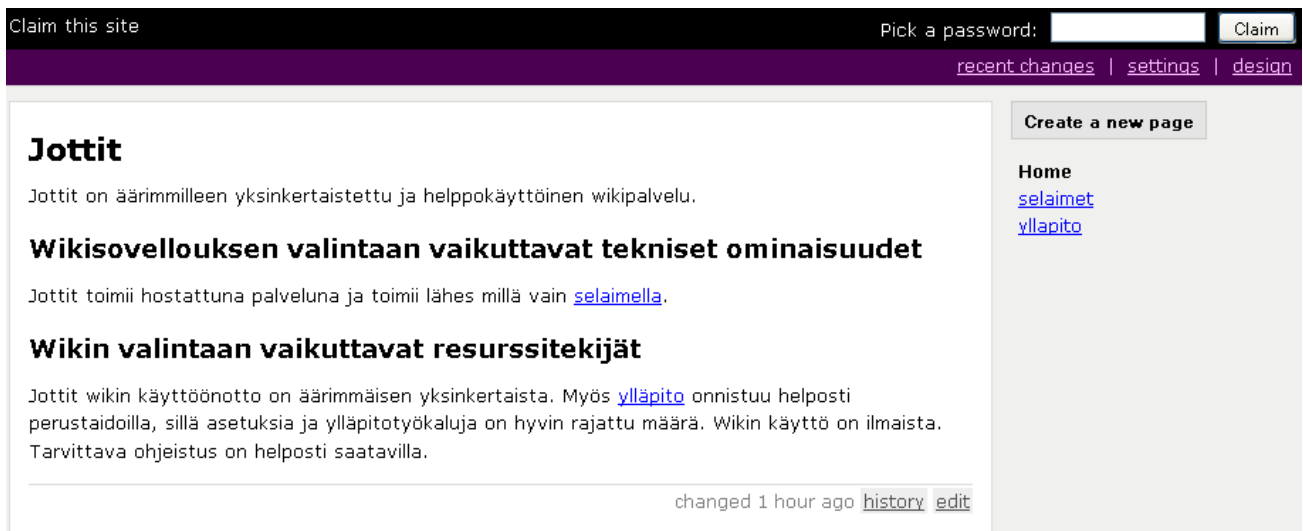 Claim this site
Pick a password:
Claim
recent changes | settings | design
Jottit
Jottit on äärimmilleen yksinkertaistettu ja helppokäyttöinen wikipalvelu.
Wikisovellouksen valintaan vaikuttavat tekniset ominaisuudet
Jottit toimii hostattuna palveluna ja toimii lähes millä vain selaimella.
Wikin valintaan vaikuttavat resurssitekijät
Jottit wikin käyttöönotto on äärimmäisen yksinkertaista. Myös ylläpito onnistuu helposti
perustaidoilla, sillä asetuksia ja ylläpitotyökaluja on hyvin rajattu määrä. Wikin käyttö on ilmaista.
Tarvittava ohjeistus on helposti saatavilla.
changed 1 hour ago history edit
Create a new page
Home
selaimet
yllapito